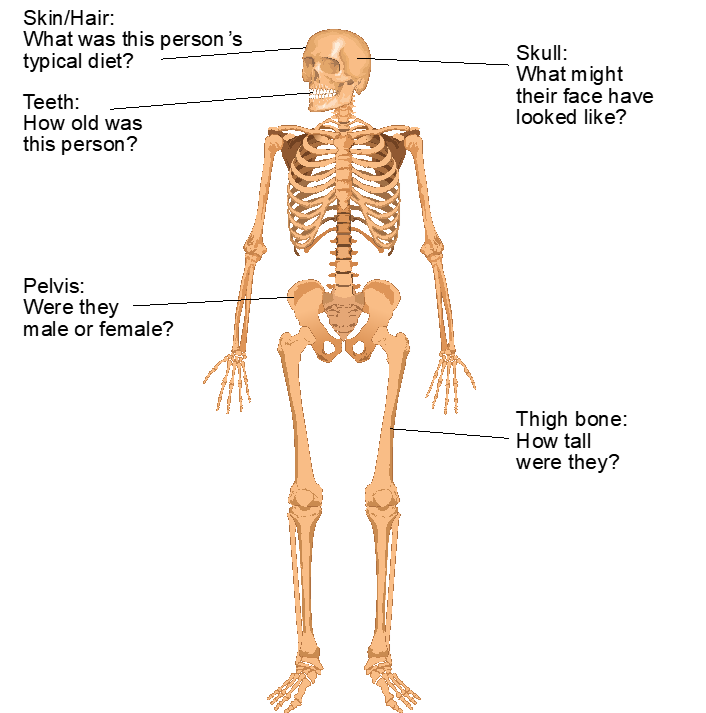 Skin/Hair:
What was this person's
typical diet?
Skull:
What might
their face have
looked like?
Teeth:
How old was
this person?
Pelvis:
Were they
male or female?
Thigh bone:
How tall
were they?